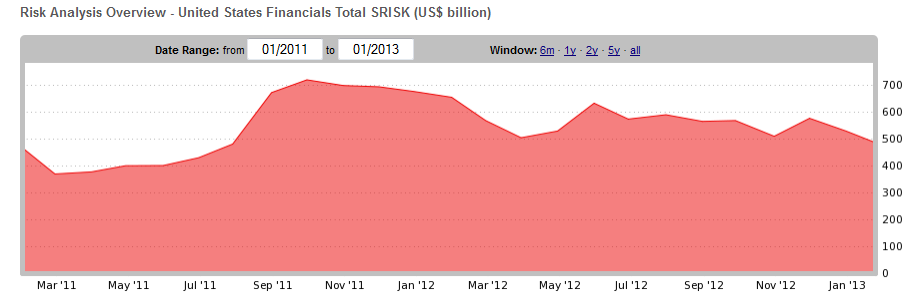 Risk Analysis Overview - United States Financials Total SRISK (US$ billion)
Date Range: from 01/2011 to 01/2013 Window: 6m · 1y · 2y · 5y · all
700
600
500
400
300
200
100
0
Mar '11 May '11 Jul '11 Sep '11 Nov '11 Jan '12 Mar '12 May '12 Jul '12 Sep '12 Nov '12 Jan '13